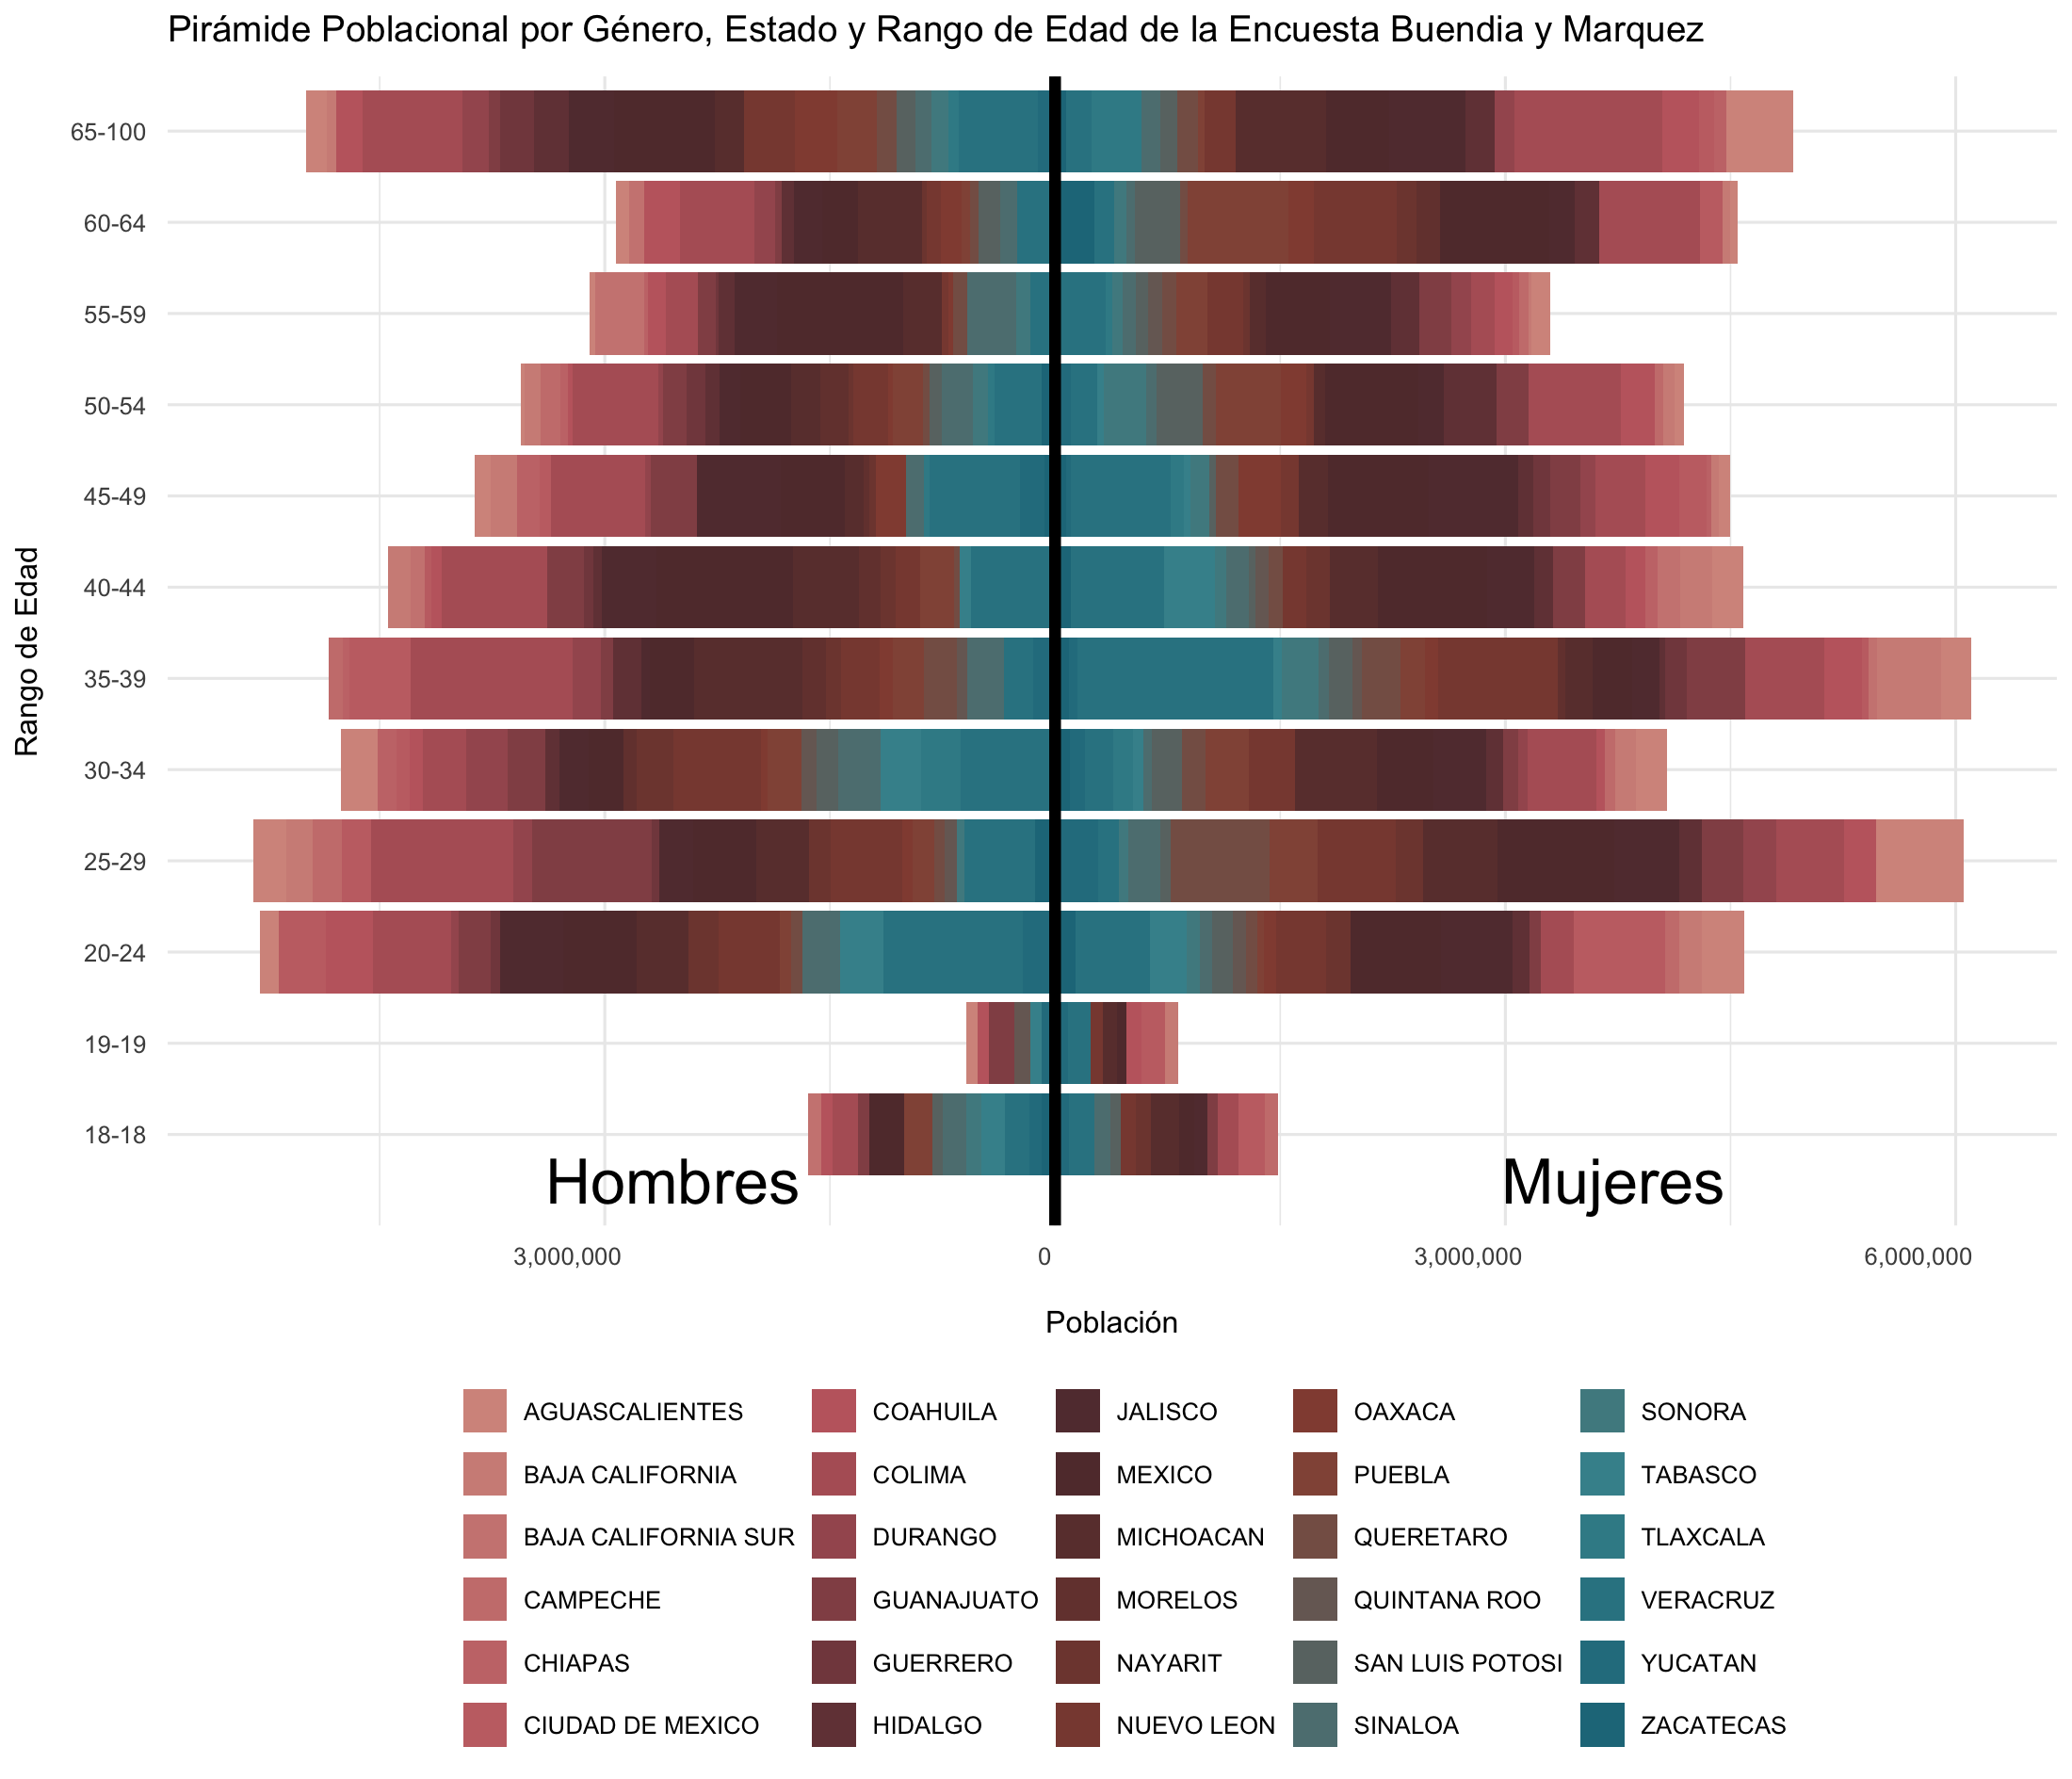 Pirámide Poblacional por Género, Estado y Rango de Edad de la Encuesta Buendia y Marquez
Rango de Edad
65-100
60-64
55-59
50-54
45-49
40-44
35-39
30-34
25-29
20-24
19-19
18-18
Hombres
Mujeres
3,000,000
0
3,000,000
6,000,000
Población
AGUASCALIENTES
BAJA CALIFORNIA
BAJA CALIFORNIA SUR
CAMPECHE
CHIAPAS
CIUDAD DE MEXICO
COAHUILA
COLIMA
DURANGO
GUANAJUATO
GUERRERO
HIDALGO
JALISCO
MEXICO
MICHOACAN
MORELOS
NAYARIT
NUEVO LEON
OAXACA
PUEBLA
QUERETARO
QUINTANA ROO
SAN LUIS POTOSI
SINALOA
SONORA
TABASCO
TLAXCALA
VERACRUZ
YUCATAN
ZACATECAS